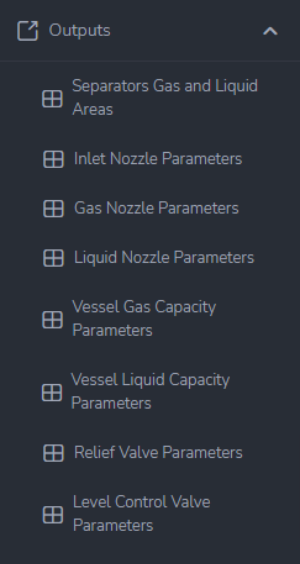 Outputs
Separators Gas and Liquid
Areas
Inlet Nozzle Parameters
Gas Nozzle Parameters
Liquid Nozzle Parameters
Vessel Gas Capacity
Parameters
Vessel Liquid Capacity
Parameters
Relief Valve Parameters
Level Control Valve
Parameters